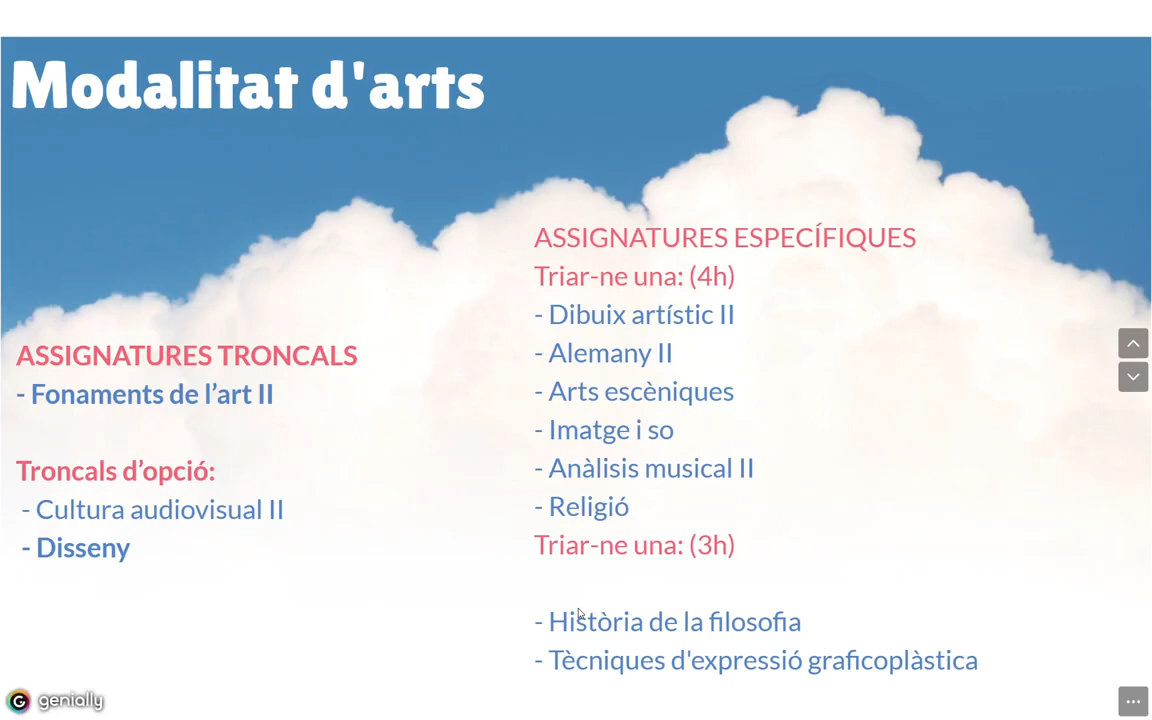 Modalitat d'arts
ASSIGNATURES TRONCALS
- Fonaments de l’art II
Troncals d’opció:
- Cultura audiovisual II
- Disseny
ASSIGNATURES ESPECÍFIQUES
Triar-ne una: (4h)
- Dibuix artístic II
- Alemany II
- Arts escèniques
- Imatge i so
- Anàlisis musical II
- Religió
Triar-ne una: (3h)
- Història de la filosofia
- Tècniques d'expressió graficoplàstica
genially